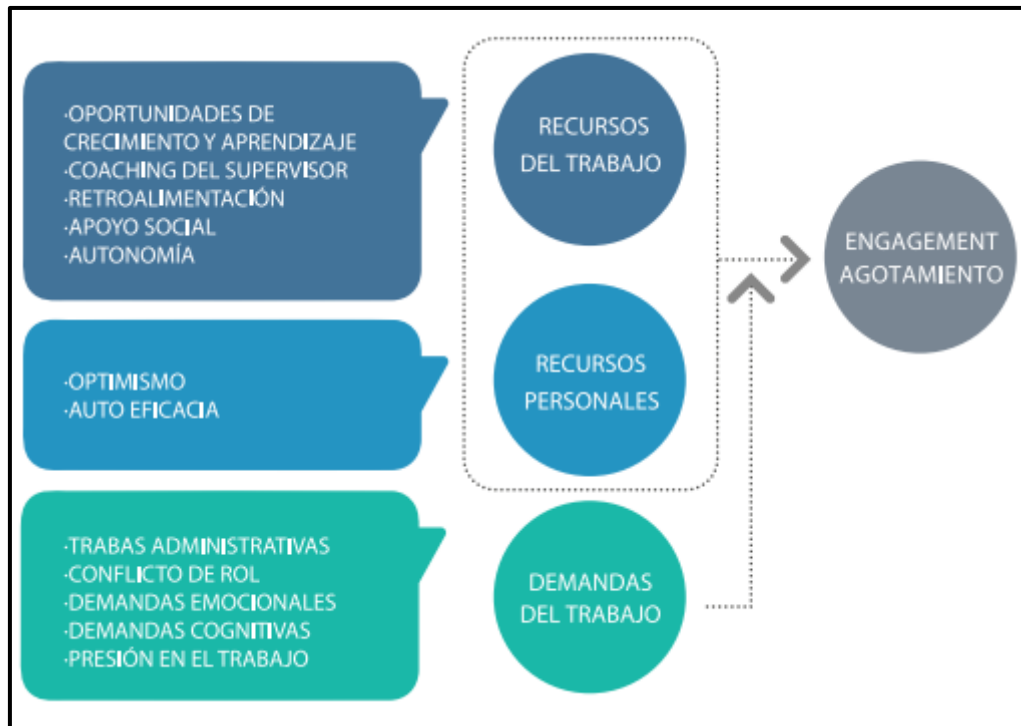 ·OPORTUNIDADES DE
CRECIMIENTO Y APRENDIZAJE
·COACHING DEL SUPERVISOR
·RETROALIMENTACIÓN
·APOYO SOCIAL
·AUTONOMÍA
RECURSOS
DEL TRABAJO
·OPTIMISMO
·AUTO EFICACIA
RECURSOS
PERSONALES
·TRABAS ADMINISTRATIVAS
·CONFLICTO DE ROL
·DEMANDAS EMOCIONALES
·DEMANDAS COGNITIVAS
·PRESIÓN EN EL TRABAJO
DEMANDAS
DEL TRABAJO
ENGAGEMENT
AGOTAMIENTO